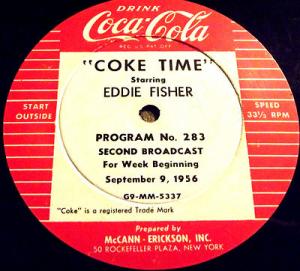 DRINK
Coca-Cola
REG. U.S. PAT. OFF.
"COKE TIME"
Starring
EDDIE FISHER
START
OUTSIDE
SPEED
33⅓ RPM
PROGRAM No. 283
SECOND BROADCAST
For Week Beginning
September 9, 1956
G9-MM-5337
"Coke" is a registered Trade Mark
Prepared by
McCANN - ERICKSON, INC.
50 ROCKEFELLER PLAZA, NEW YORK